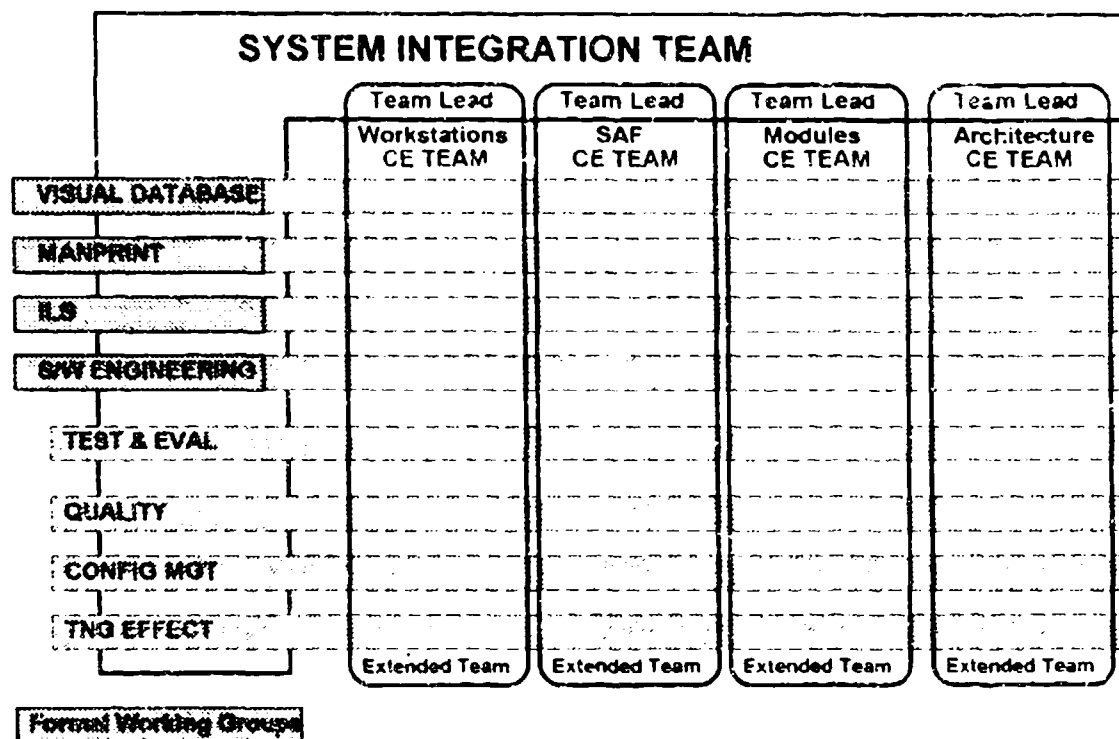 SYSTEM INTEGRATION TEAM
Team Lead Team Lead Team Lead Team Lead
Workstations SAF Modules Architecture
CE TEAM CE TEAM CE TEAM CE TEAM
VISUAL DATABASE
MANPRINT
ILS
S/W ENGINEERING
TEST & EVAL.
QUALITY
CONFIG MGT
TNG EFFECT
Extended Team Extended Team Extended Team Extended Team
Formal Working Groups